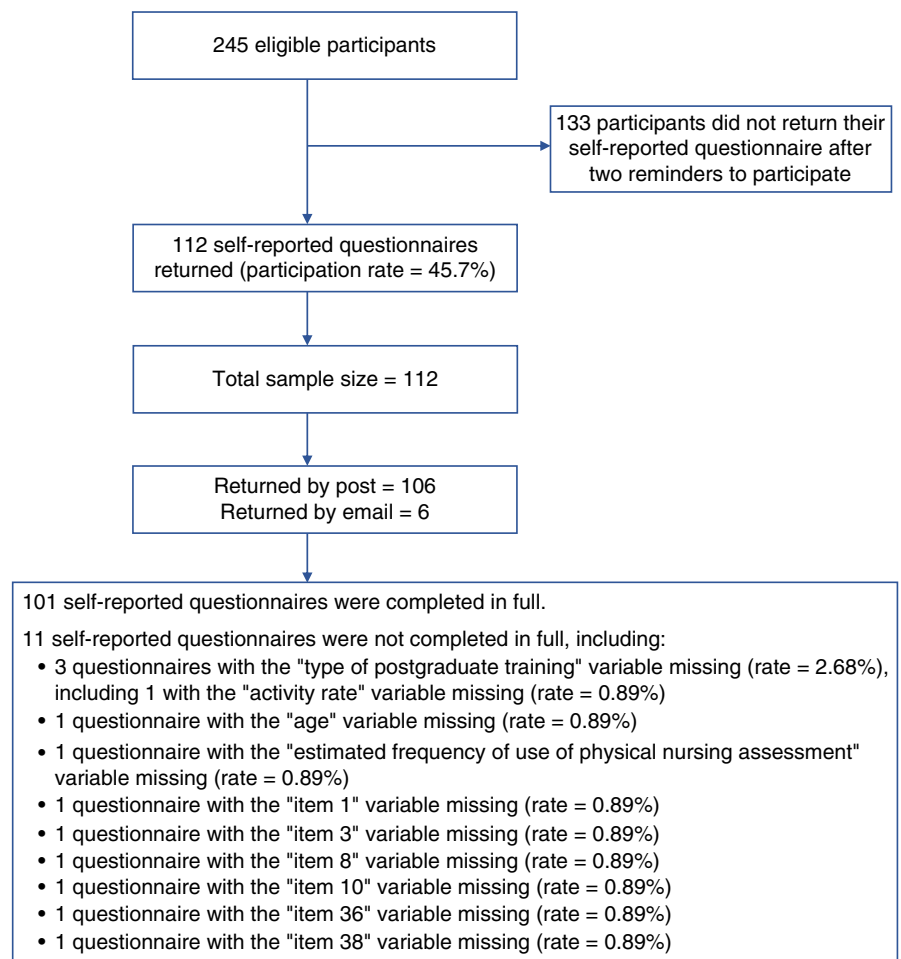 245 eligible participants
133 participants did not return their
self-reported questionnaire after
two reminders to participate
112 self-reported questionnaires
returned (participation rate = 45.7%)
Total sample size = 112
Returned by post = 106
Returned by email = 6
101 self-reported questionnaires were completed in full.
11 self-reported questionnaires were not completed in full, including:
• 3 questionnaires with the "type of postgraduate training" variable missing (rate = 2.68%),
including 1 with the "activity rate" variable missing (rate = 0.89%)
• 1 questionnaire with the "age" variable missing (rate = 0.89%)
• 1 questionnaire with the "estimated frequency of use of physical nursing assessment"
variable missing (rate = 0.89%)
• 1 questionnaire with the "item 1" variable missing (rate = 0.89%)
• 1 questionnaire with the "item 3" variable missing (rate = 0.89%)
• 1 questionnaire with the "item 8" variable missing (rate = 0.89%)
• 1 questionnaire with the "item 10" variable missing (rate = 0.89%)
• 1 questionnaire with the "item 36" variable missing (rate = 0.89%)
• 1 questionnaire with the "item 38" variable missing (rate = 0.89%)